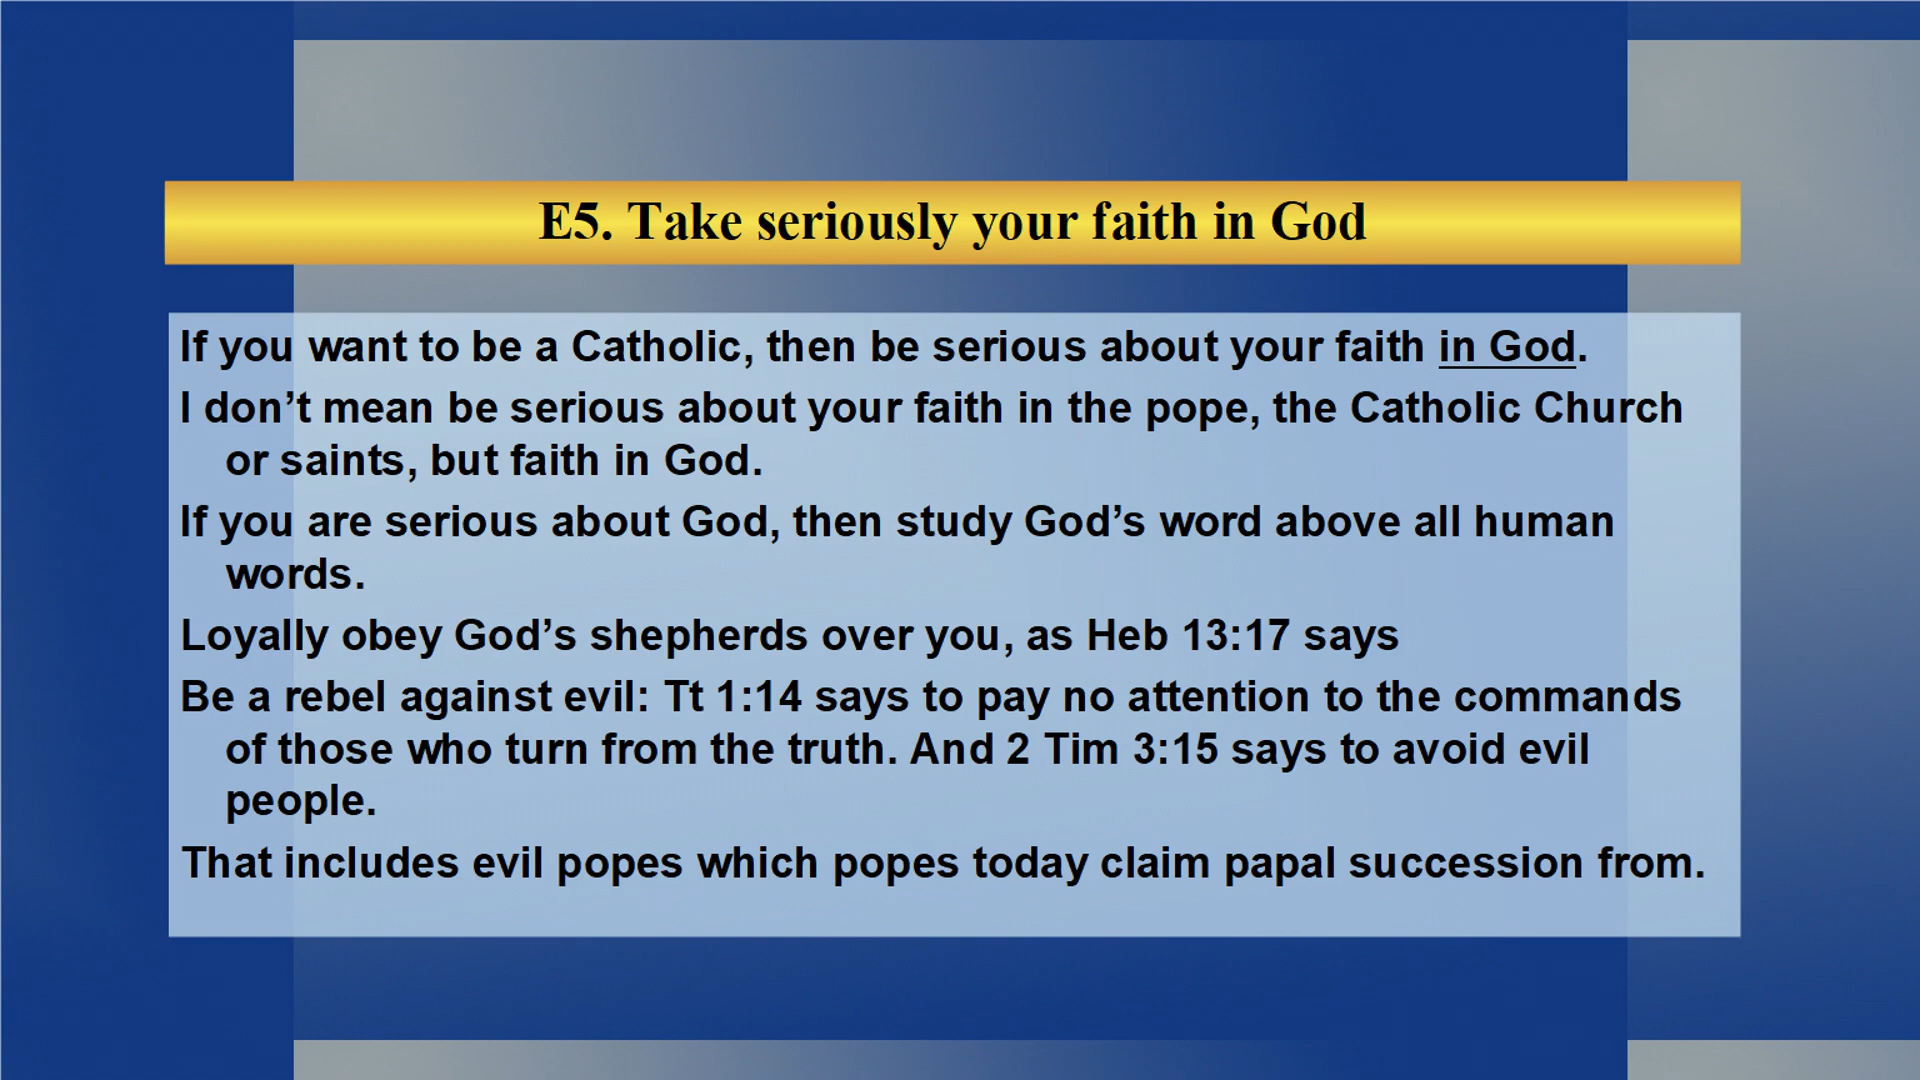 E5. Take seriously your faith in God
If you want to be a Catholic, then be serious about your faith in God.
I don’t mean be serious about your faith in the pope, the Catholic Church
or saints, but faith in God.
If you are serious about God, then study God’s word above all human
words.
Loyally obey God’s shepherds over you, as Heb 13:17 says
Be a rebel against evil: Tt 1:14 says to pay no attention to the commands
of those who turn from the truth. And 2 Tim 3:15 says to avoid evil
people.
That includes evil popes which popes today claim papal succession from.